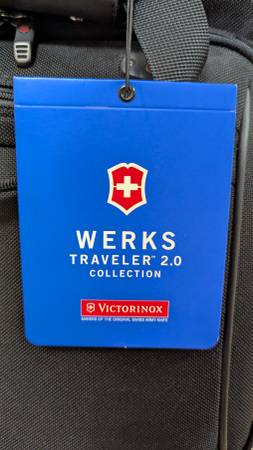 WERKS
TRAVELER™ 2.0
COLLECTION
VICTORINOX
MAKERS OF THE ORIGINAL SWISS ARMY KNIFE